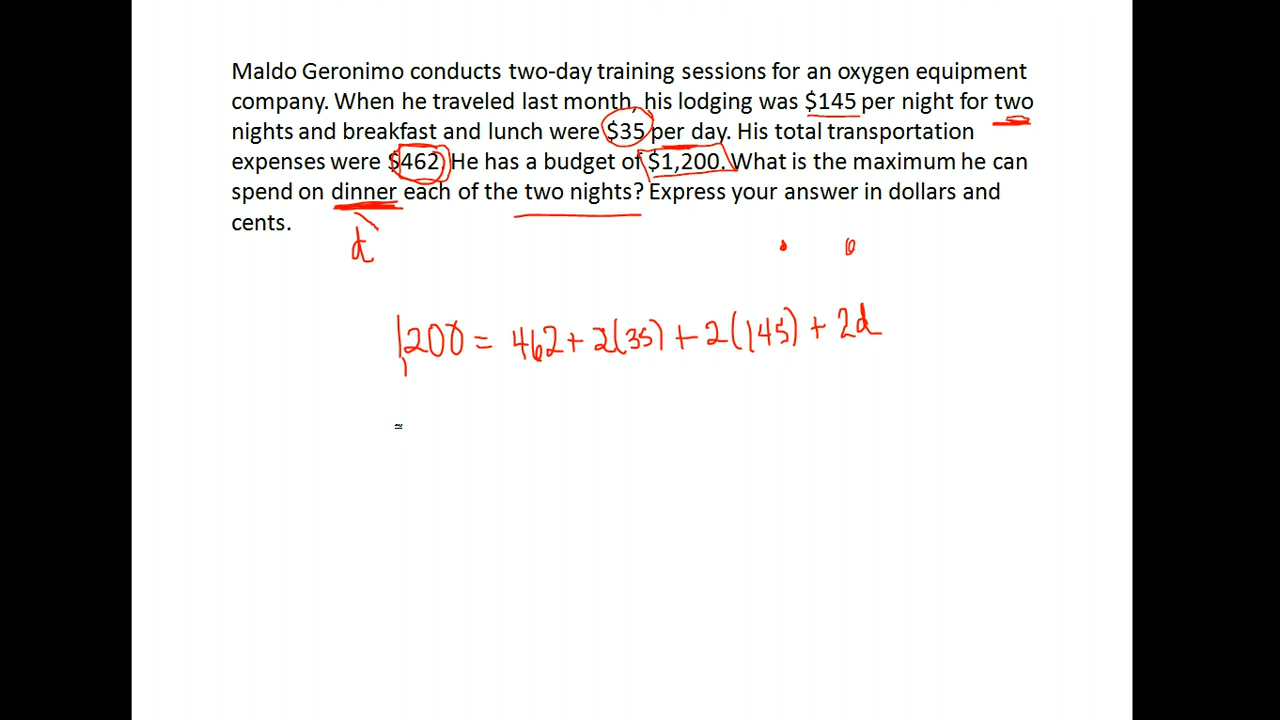 Maldo Geronimo conducts two-day training sessions for an oxygen equipment
company. When he traveled last month, his lodging was $145 per night for two
nights and breakfast and lunch were $35 per day. His total transportation
expenses were $462. He has a budget of $1,200. What is the maximum he can
spend on dinner each of the two nights? Express your answer in dollars and
cents.
d
1200 = 462 + 2(35) + 2(145) + 2d